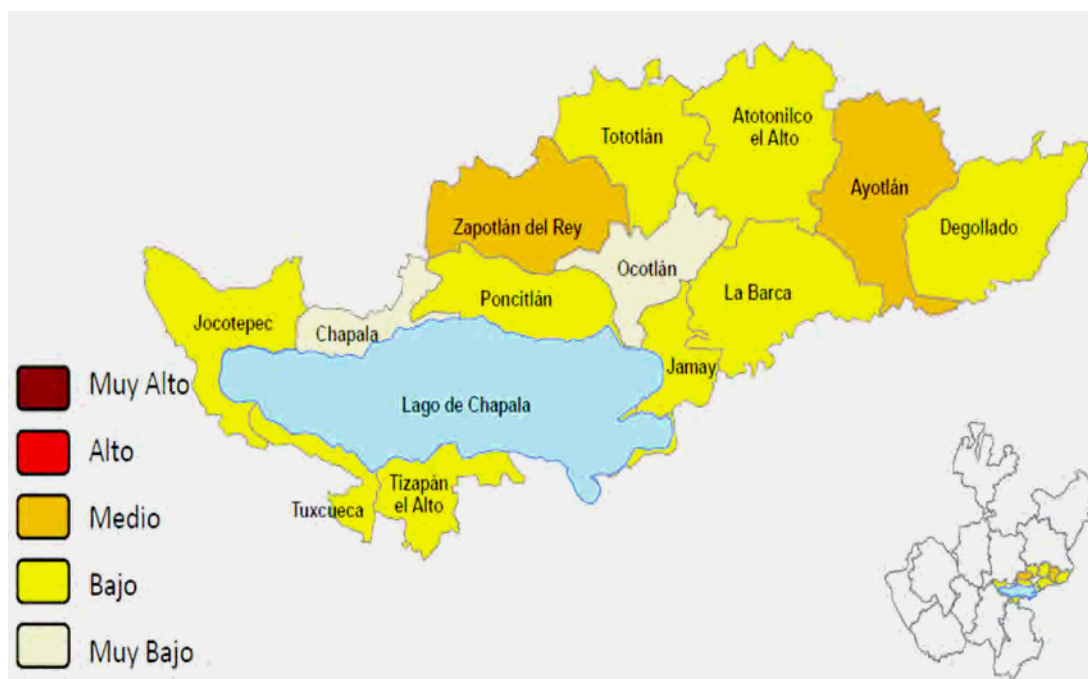 Tototlán
Atotonilco
el Alto
Ayotlán
Zapotlán del Rey
Degollado
Ocotlán
La Barca
Poncitlán
Jocotepec
Chapala
Jamay
Lago de Chapala
Tizapán
el Alto
Tuxcueca
Muy Alto
Alto
Medio
Bajo
Muy Bajo